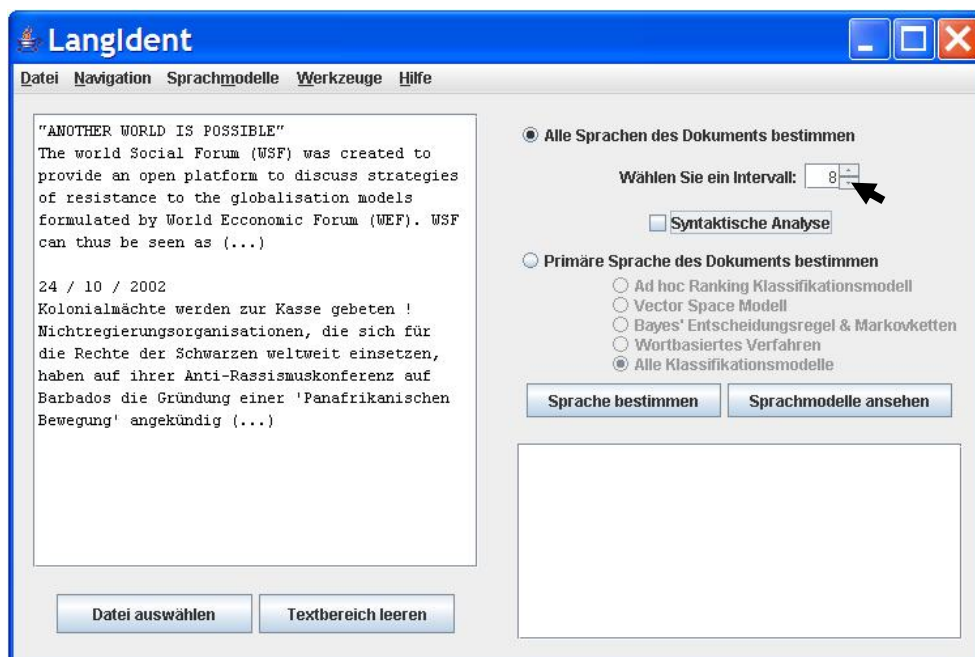 LangIdent
Datei Navigation Sprachmodelle Werkzeuge Hilfe
"ANOTHER WORLD IS POSSIBLE"
The world Social Forum (WSF) was created to
provide an open platform to discuss strategies
of resistance to the globalisation models
formulated by World Ecconomic Forum (WEF). WSF
can thus be seen as (...)
24 / 10 / 2002
Kolonialmächte werden zur Kasse gebeten !
Nichtregierungsorganisationen, die sich für
die Rechte der Schwarzen weltweit einsetzen,
haben auf ihrer Anti-Rassismuskonferenz auf
Barbados die Gründung einer 'Panafrikanischen
Bewegung' angekündig (...)
Datei auswählen
Textbereich leeren
Alle Sprachen des Dokuments bestimmen
Wählen Sie ein Intervall: 8
Syntaktische Analyse
Primäre Sprache des Dokuments bestimmen
Ad hoc Ranking Klassifikationsmodell
Vector Space Modell
Bayes' Entscheidungsregel & Markovketten
Wortbasiertes Verfahren
Alle Klassifikationsmodelle
Sprache bestimmen
Sprachmodelle ansehen